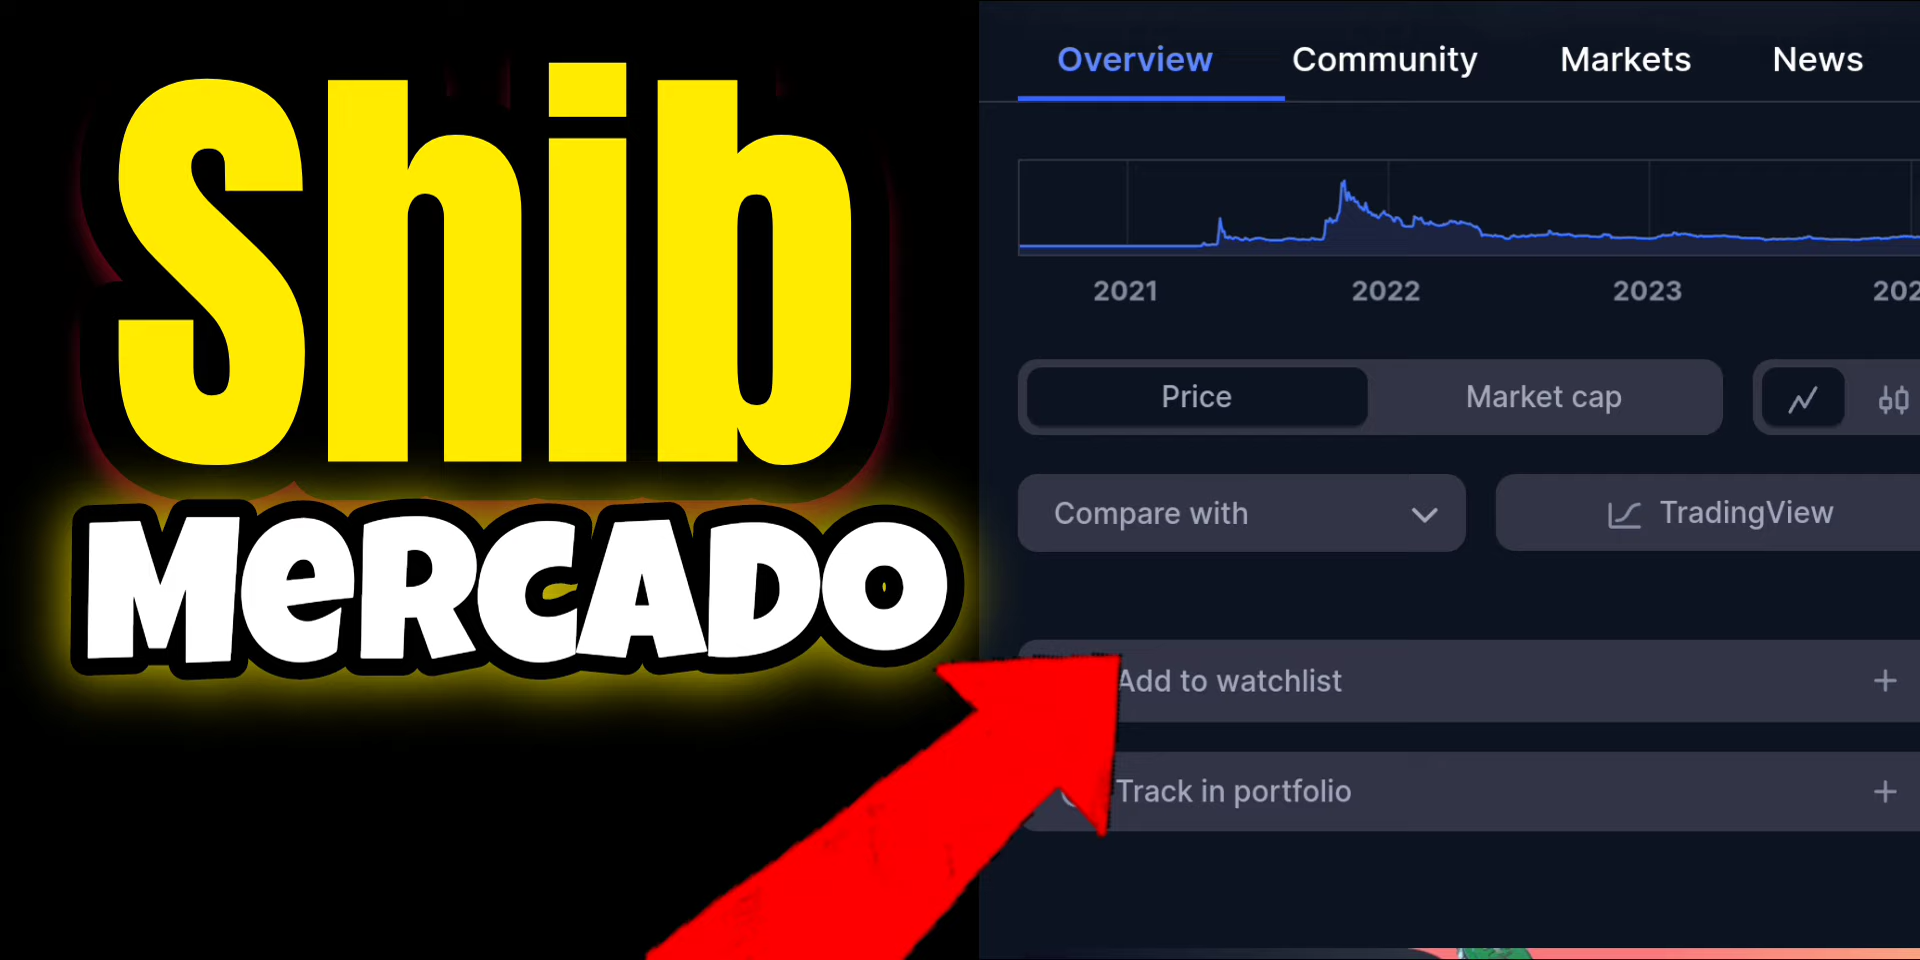 Shib
MeRCADO
Overview Community Markets News
2021 2022 2023
Price Market cap
Compare with TradingView
Add to watchlist
Track in portfolio